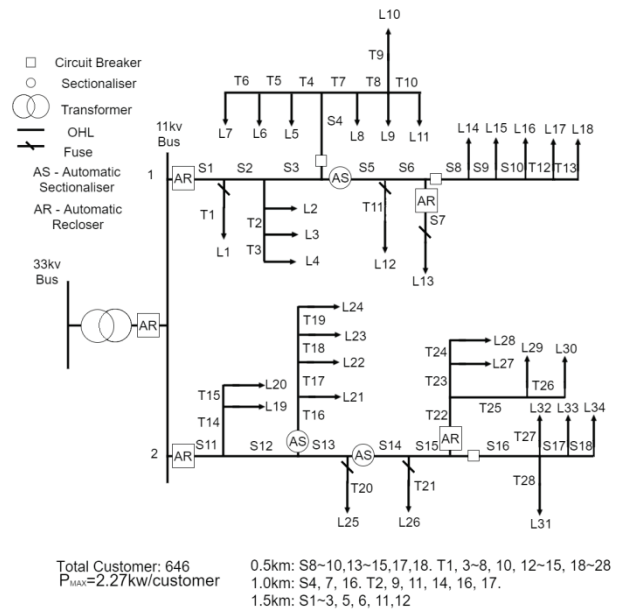 Circuit Breaker
Sectionaliser
Transformer
OHL
Fuse
AS - Automatic
Sectionaliser
AR - Automatic
Recloser
33kv
Bus
AR
11kv
Bus
1
AR
S1
S2
S3
AS
S5
S6
S8
S9
S10
T12
T13
L14
L15
L16
L17
L18
L10
T9
T6
T5
T4
T7
T8
T10
L7
L6
L5
S4
L8
L9
L11
T1
L1
T2
L2
L3
T3
L4
T11
L12
AR
S7
L13
2
AR
S11
S12
AS
S13
AS
S14
S15
AR
S16
S17
S18
T15
L20
T14
L19
L24
T19
L23
T18
L22
T17
L21
T16
T20
L25
T21
L26
L28
T24
L27
T23
T22
T25
L29
L30
T26
L32
L33
L34
T27
T28
L31
Total Customer: 646
PMAX=2.27kw/customer
0.5km: S8~10,13~15,17,18. T1, 3~8, 10, 12~15, 18~28
1.0km: S4, 7, 16. T2, 9, 11, 14, 16, 17.
1.5km: S1~3, 5, 6, 11,12